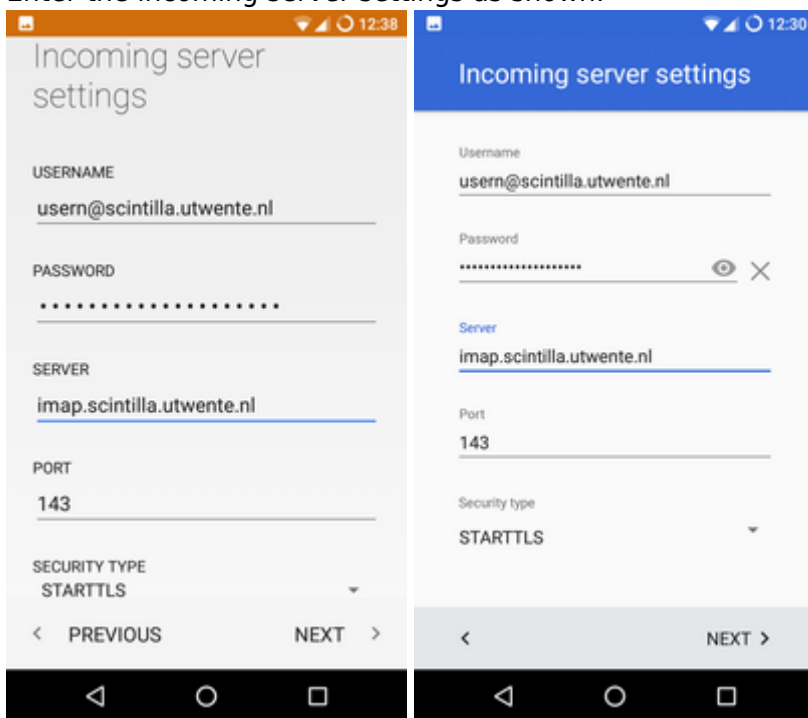 Enter the incoming server settings as shown:
12:38
Incoming server
settings
USERNAME
usern@scintilla.utwente.nl
PASSWORD
SERVER
imap.scintilla.utwente.nl
PORT
143
SECURITY TYPE
STARTTLS
PREVIOUS
NEXT
12:30
Incoming server settings
Username
usern@scintilla.utwente.nl
Password
Server
imap.scintilla.utwente.nl
Port
143
Security type
STARTTLS
NEXT